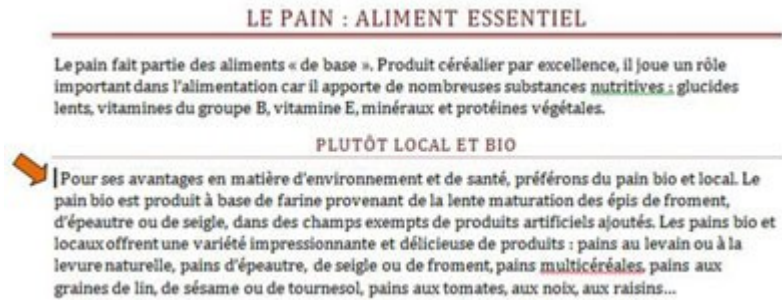 LE PAIN : ALIMENT ESSENTIEL
Le pain fait partie des aliments « de base ». Produit céréalier par excellence, il joue un rôle
important dans l'alimentation car il apporte de nombreuses substances nutritives : glucides
lents, vitamines du groupe B, vitamine E, minéraux et protéines végétales.
PLUTÔT LOCAL ET BIO
Pour ses avantages en matière d'environnement et de santé, préférons du pain bio et local. Le
pain bio est produit à base de farine provenant de la lente maturation des épis de froment,
d'épeautre ou de seigle, dans des champs exempts de produits artificiels ajoutés. Les pains bio et
locaux offrent une variété impressionnante et délicieuse de produits : pains au levain ou à la
levure naturelle, pains d'épeautre, de seigle ou de froment, pains multicéréales, pains aux
graines de lin, de sésame ou de tournesol, pains aux tomates, aux noix, aux raisins...